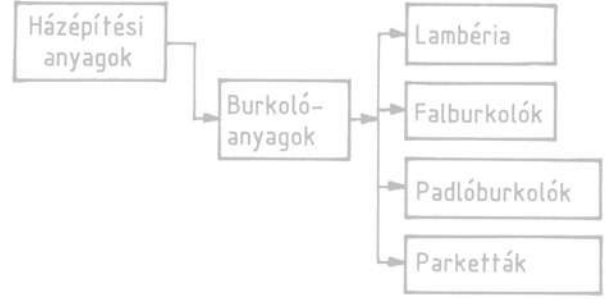 Házépítési
anyagok
Burkoló-
anyagok
Lambéria
Falburkolók
Padlóburkolók
Parketták